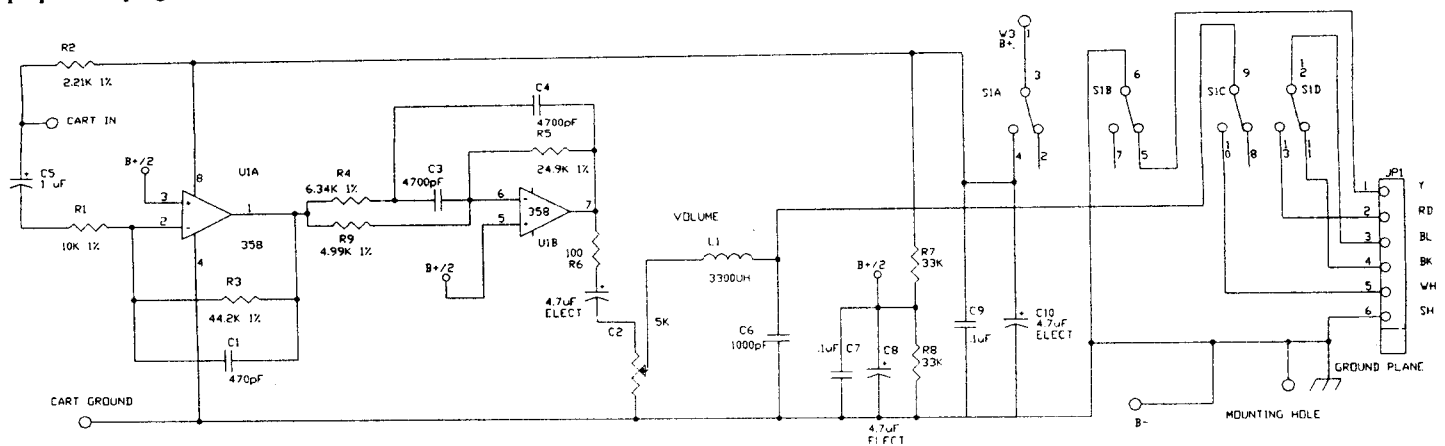 R2
2.21K 1%
CART IN
C5
1 uF
B+/2
R1
10K 1%
3
2
8
U1A
1
358
4
R3
44.2K 1%
C1
470pF
CART GROUND
R4
6.34K 1%
R9
4.99K 1%
C3
4700pF
C4
4700pF
R5
24.9K 1%
6
5
358
7
U1B
B+/2
100
R6
4.7uF
ELECT
C2
5K
VOLUME
L1
3300UH
C6
1000pF
B+/2
R7
33K
R8
33K
.1uF
C7
C8
4.7uF
ELECT
C9
.1uF
C10
4.7uF
ELECT
W3
B+
1
3
S1A
4
2
6
S1B
7
5
9
S1C
10
8
12
S1D
13
11
JP1
1
Y
2
RD
3
BL
4
BK
5
WH
6
SH
GROUND PLANE
MOUNTING HOLE
B-